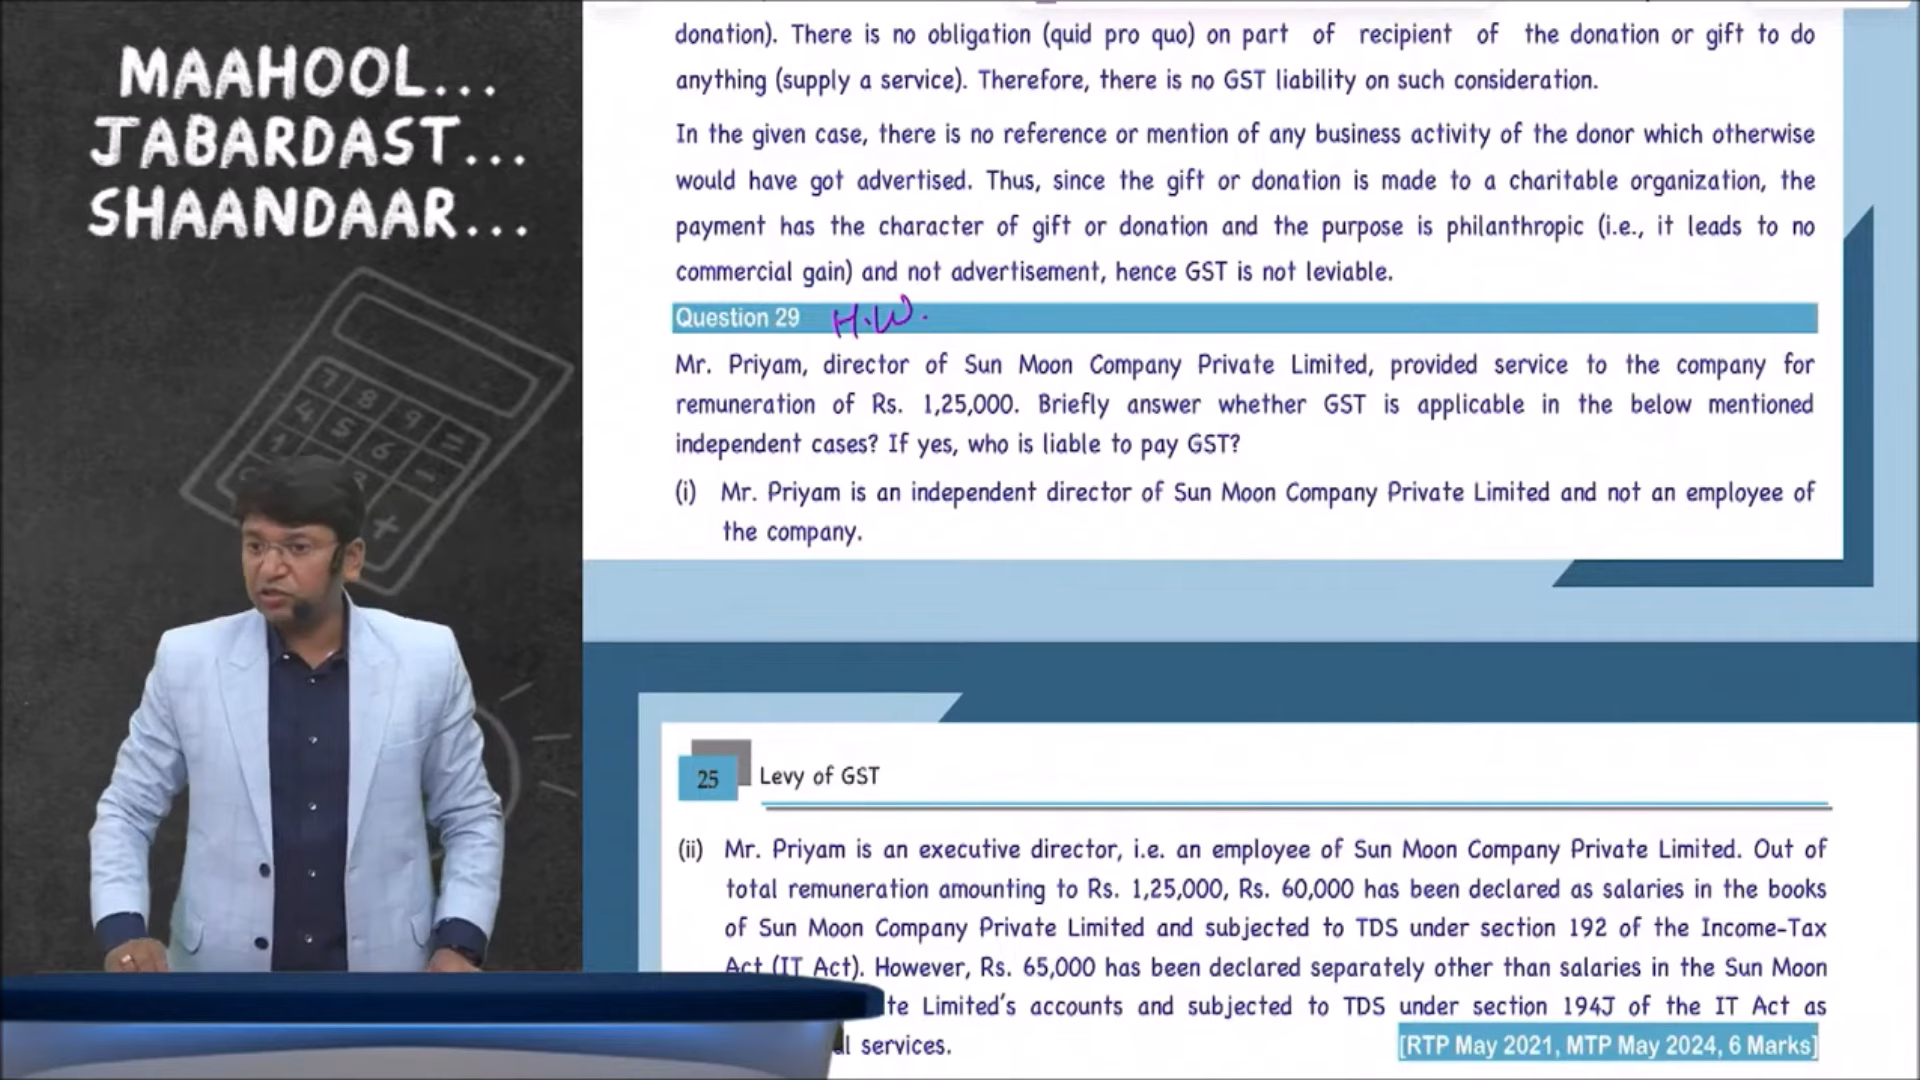 MAAHOOL...
JABARDAST...
SHAANDAAR...
7 8 9 =
4 5 6 -
1
+
donation). There is no obligation (quid pro quo) on part of recipient of the donation or gift to do
anything (supply a service). Therefore, there is no GST liability on such consideration.
In the given case, there is no reference or mention of any business activity of the donor which otherwise
would have got advertised. Thus, since the gift or donation is made to a charitable organization, the
payment has the character of gift or donation and the purpose is philanthropic (i.e., it leads to no
commercial gain) and not advertisement, hence GST is not leviable.
Question 29 H.W.
Mr. Priyam, director of Sun Moon Company Private Limited, provided service to the company for
remuneration of Rs. 1,25,000. Briefly answer whether GST is applicable in the below mentioned
independent cases? If yes, who is liable to pay GST?
(i) Mr. Priyam is an independent director of Sun Moon Company Private Limited and not an employee of
the company.
25 Levy of GST
(ii) Mr. Priyam is an executive director, i.e. an employee of Sun Moon Company Private Limited. Out of
total remuneration amounting to Rs. 1,25,000, Rs. 60,000 has been declared as salaries in the books
of Sun Moon Company Private Limited and subjected to TDS under section 192 of the Income-Tax
Act (IT Act). However, Rs. 65,000 has been declared separately other than salaries in the Sun Moon
te Limited's accounts and subjected to TDS under section 194J of the IT Act as
al services.
[RTP May 2021, MTP May 2024, 6 Marks]